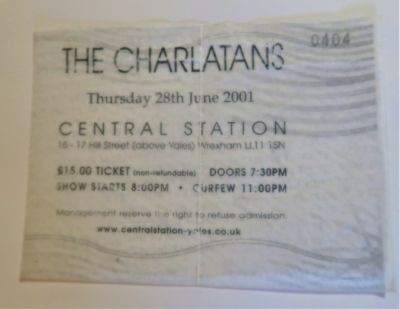 0404
THE CHARLATANS
Thursday 28th June 2001
CENTRAL STATION
15 - 17 Hill Street (above Yales) Wrexham LL11 1SN
£15.00 TICKET (non-refundable) DOORS 7:30PM
SHOW STARTS 8:00PM • CURFEW 11:00PM
Management reserve the right to refuse admission.
www.centralstation-yales.co.uk